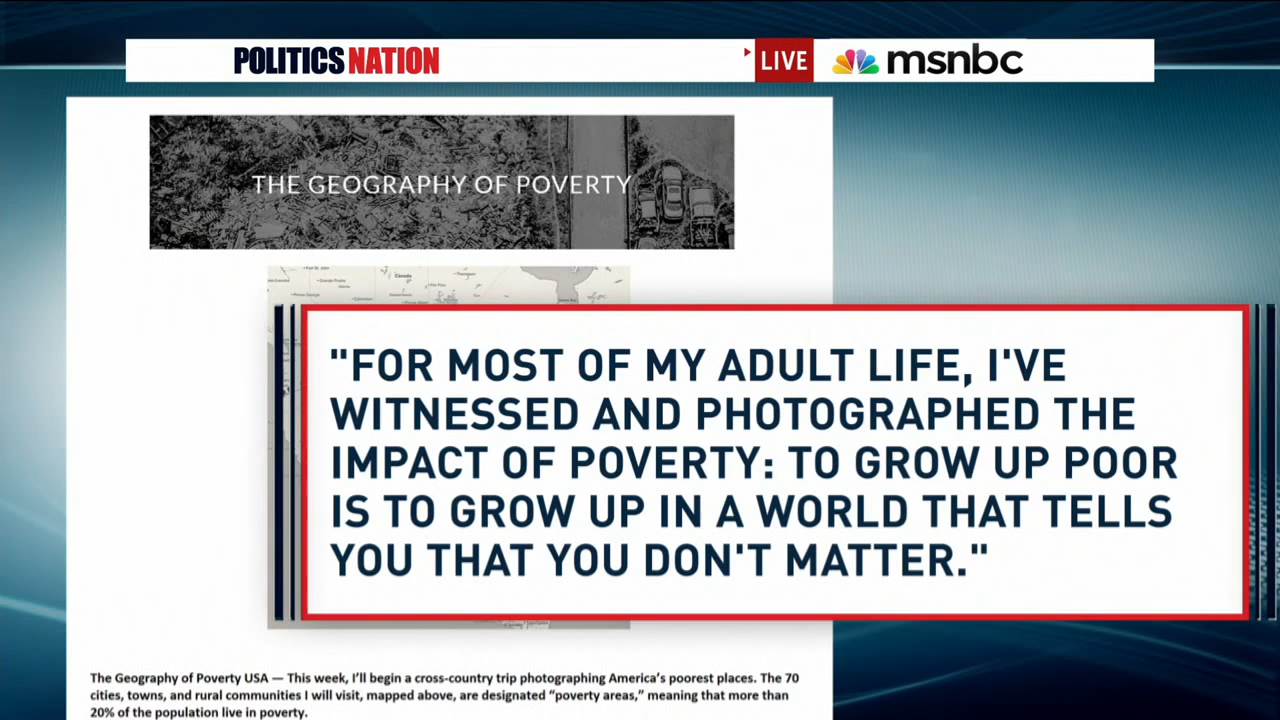 POLITICSNATION
LIVE
msnbc
THE GEOGRAPHY OF POVERTY
Canada
"FOR MOST OF MY ADULT LIFE, I'VE
WITNESSED AND PHOTOGRAPHED THE
IMPACT OF POVERTY: TO GROW UP POOR
IS TO GROW UP IN A WORLD THAT TELLS
YOU THAT YOU DON'T MATTER."
The Geography of Poverty USA — This week, I'll begin a cross-country trip photographing America's poorest places. The 70
cities, towns, and rural communities I will visit, mapped above, are designated "poverty areas," meaning that more than
20% of the population live in poverty.